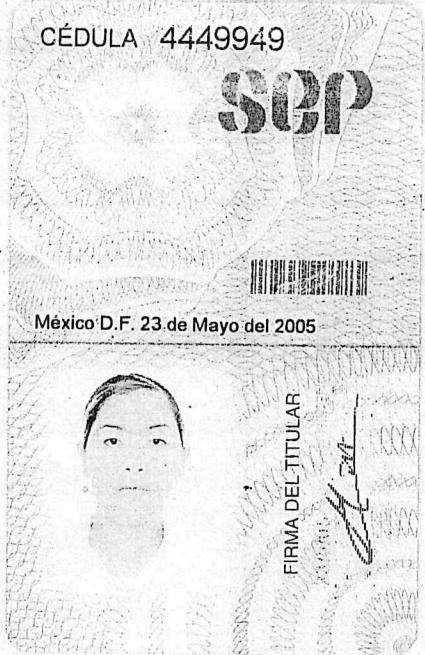 CÉDULA 4449949
SEP
México D.F. 23 de Mayo del 2005
FIRMA DEL TITULAR